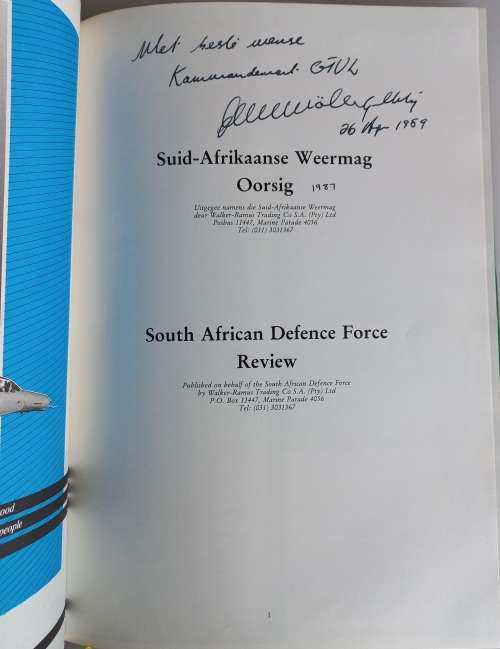 Met beste wense
Kommandement GTVL
26 Apr 1989
Suid-Afrikaanse Weermag
Oorsig 1987
Uitgegee namens die Suid-Afrikaanse Weermag
deur Walker-Ramus Trading Co S.A. (Pty) Ltd
Posbus 11447, Marine Parade 4056
Tel: (031) 3031367
South African Defence Force
Review
Published on behalf of the South African Defence Force
by Walker-Ramus Trading Co S.A. (Pty) Ltd
P.O. Box 11447, Marine Parade 4056
Tel: (031) 3031367
ood
people
1